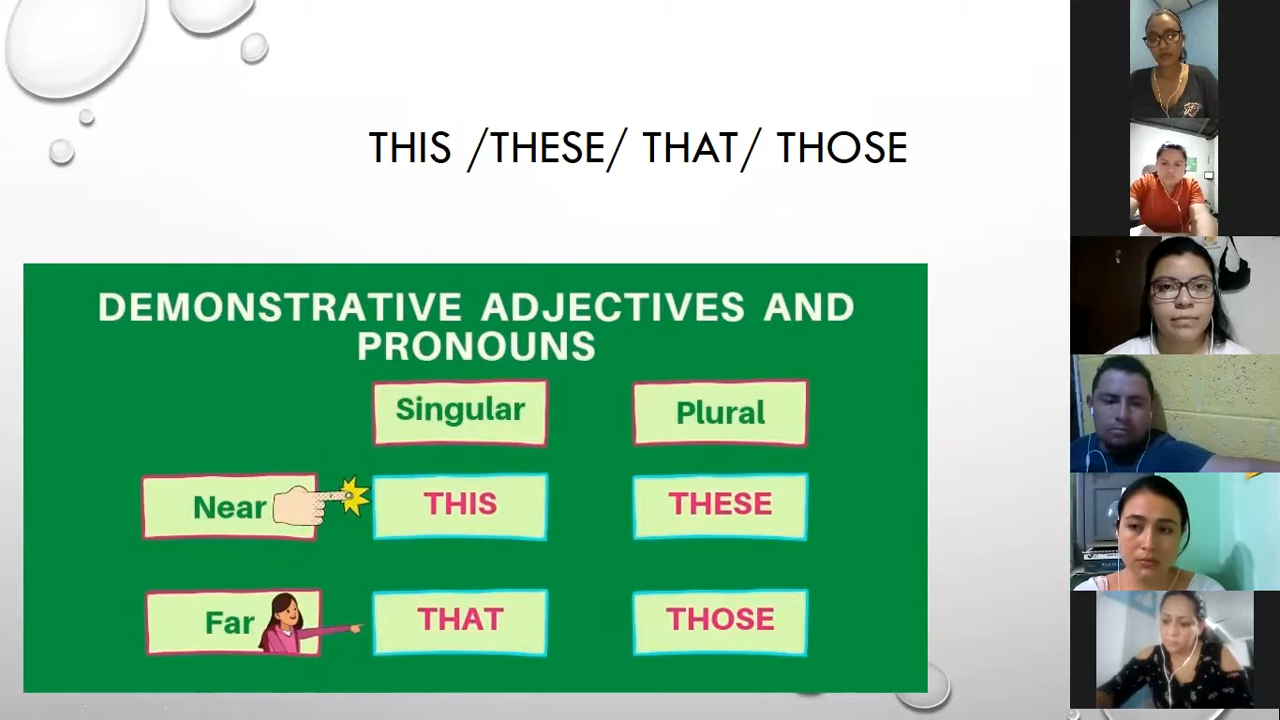 THIS /THESE/ THAT/ THOSE
DEMONSTRATIVE ADJECTIVES AND
PRONOUNS
Singular Plural
Near THIS THESE
Far THAT THOSE